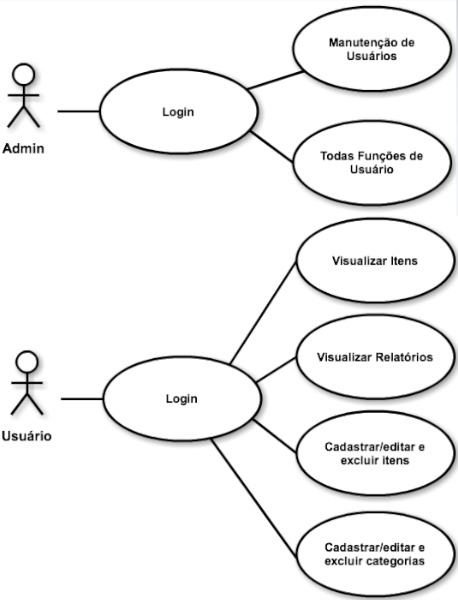 Manutenção de
Usuários
Admin
Login
Todas Funções de
Usuário
Visualizar Itens
Visualizar Relatórios
Usuário
Login
Cadastrar/editar e
excluir itens
Cadastrar/editar e
excluir categorias